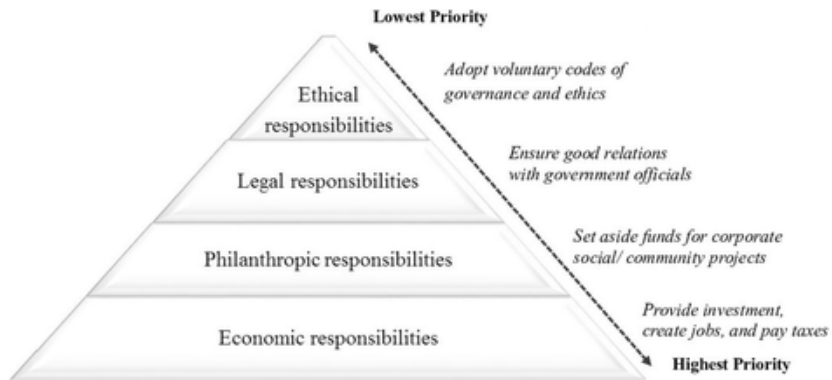 Lowest Priority
Adopt voluntary codes of
governance and ethics
Ethical
responsibilities
Ensure good relations
with government officials
Legal responsibilities
Set aside funds for corporate
social/ community projects
Philanthropic responsibilities
Provide investment,
create jobs, and pay taxes
Economic responsibilities
Highest Priority